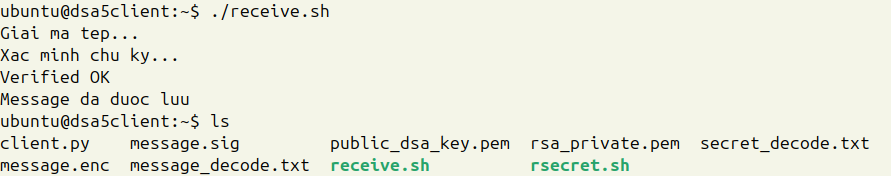 ubuntu@dsa5client:~$ ./receive.sh
Giai ma tep...
Xac minh chu ky...
Verified OK
Message da duoc luu
ubuntu@dsa5client:~$ ls
client.py    message.sig         public_dsa_key.pem  rsa_private.pem  secret_decode.txt
message.enc  message_decode.txt  receive.sh          rsecret.sh